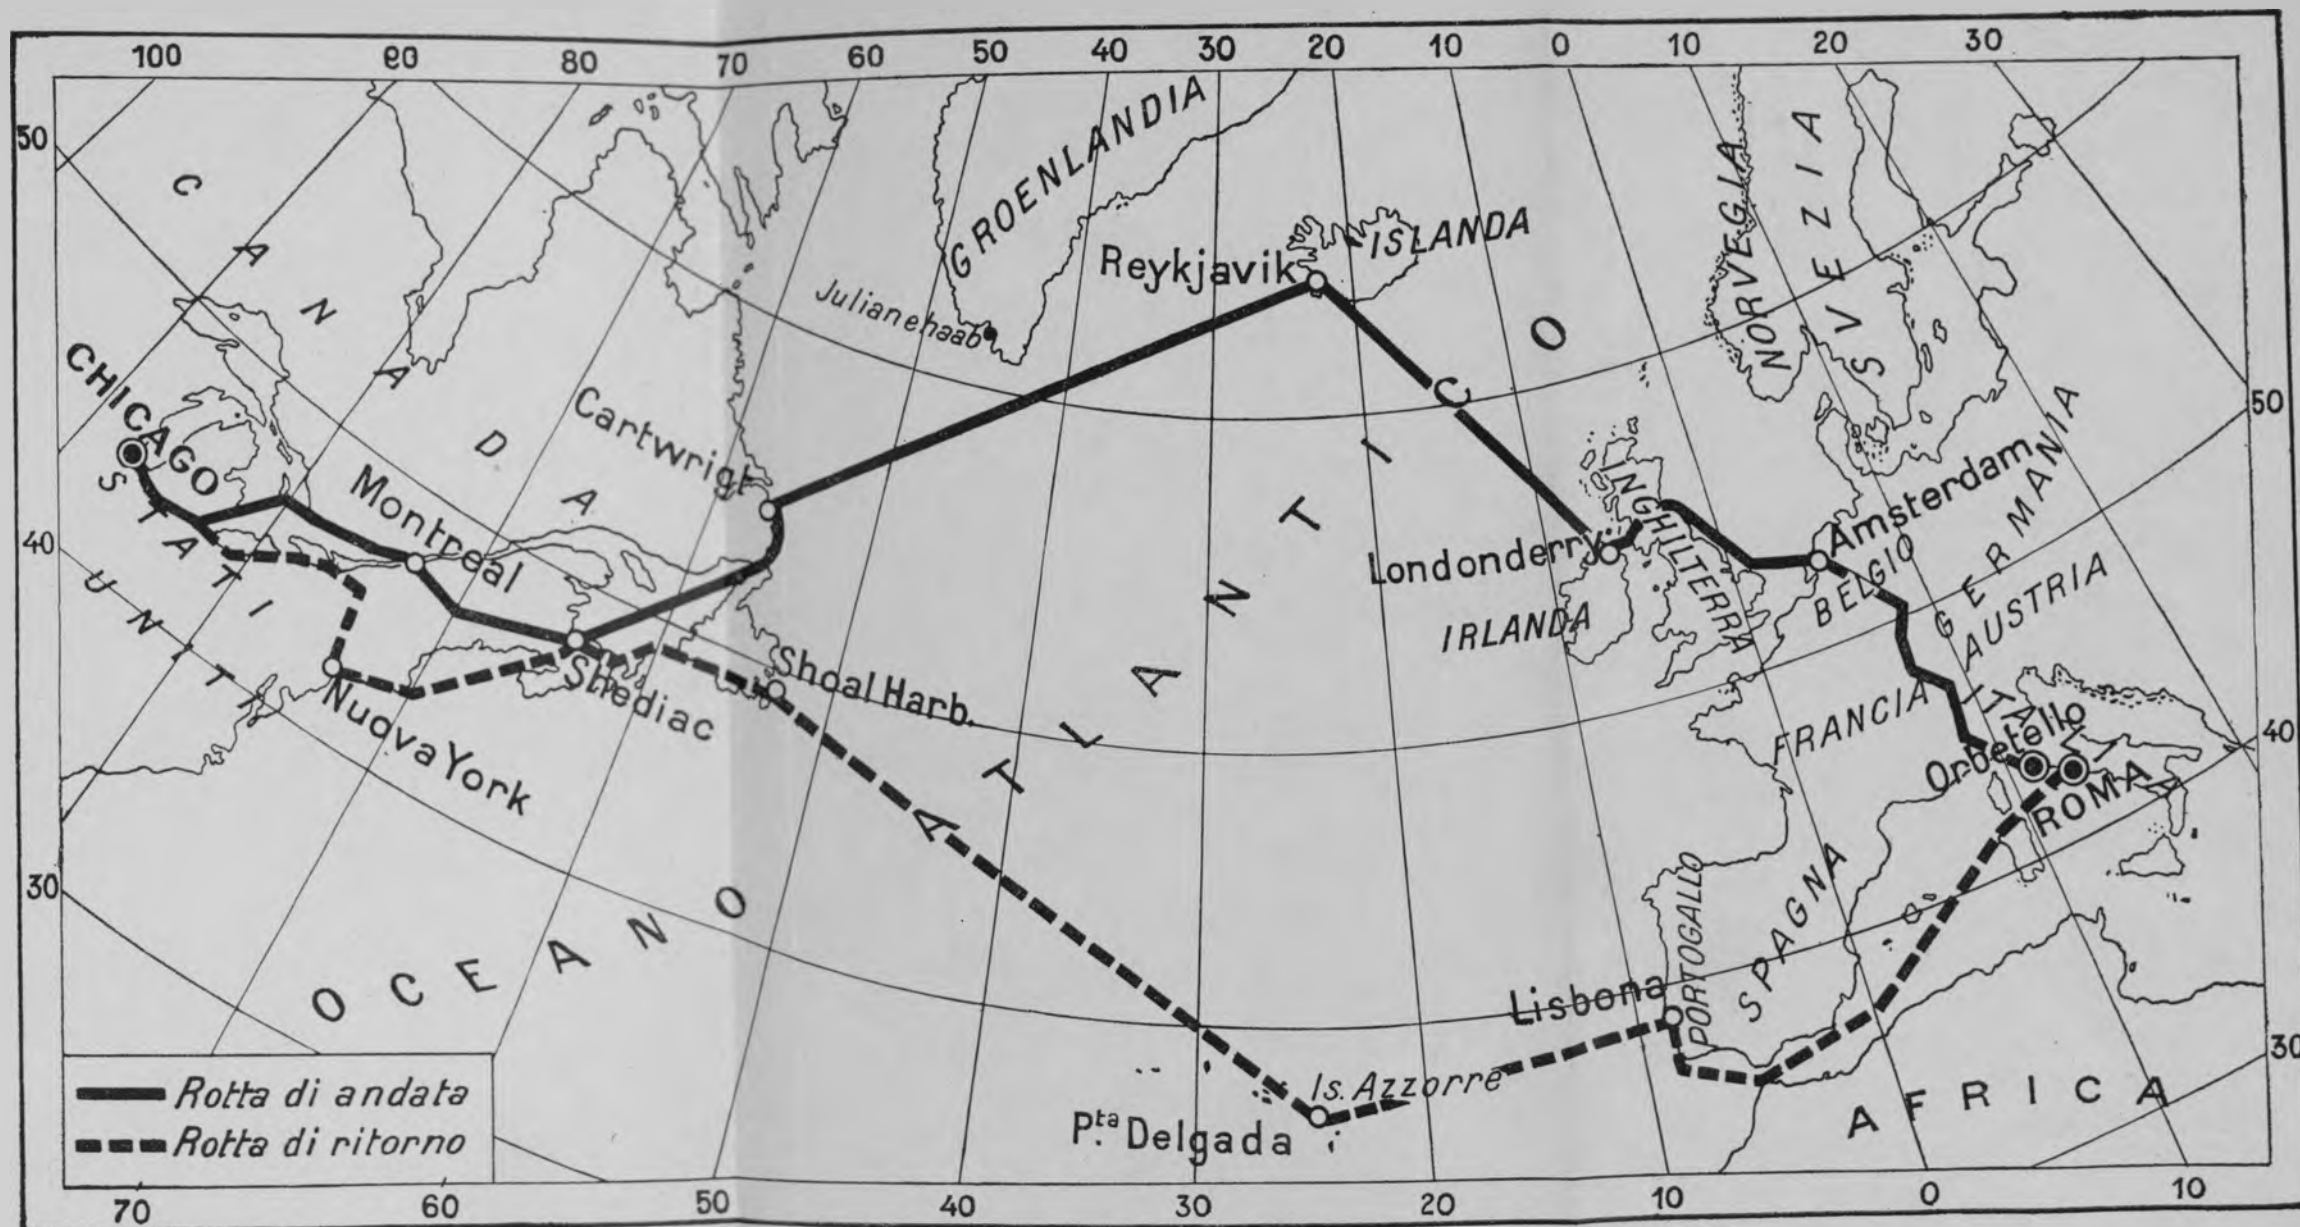 100 90 80 70 60 50 40 30 20 10 0 10 20 30
50
40
30
50
40
30
CANADA
GROENLANDIA
Julianehaab
Reykjavik
ISLANDA
NORVEGIA
SVEZIA
CHICAGO
STATI
UNITI
Montreal
Cartwrigt
Shediac
Shoal Harb.
Nuova York
OCEANO
ATLANTICO
Londonderry
IRLANDA
INGHILTERRA
Amsterdam
BELGIO
GERMANIA
AUSTRIA
FRANCIA
ITALIA
Orbetello
ROMA
SPAGNA
PORTOGALLO
Lisbona
Is. Azzorre
P.ta Delgada
AFRICA
Rotta di andata
Rotta di ritorno
70 60 50 40 30 20 10 0 10